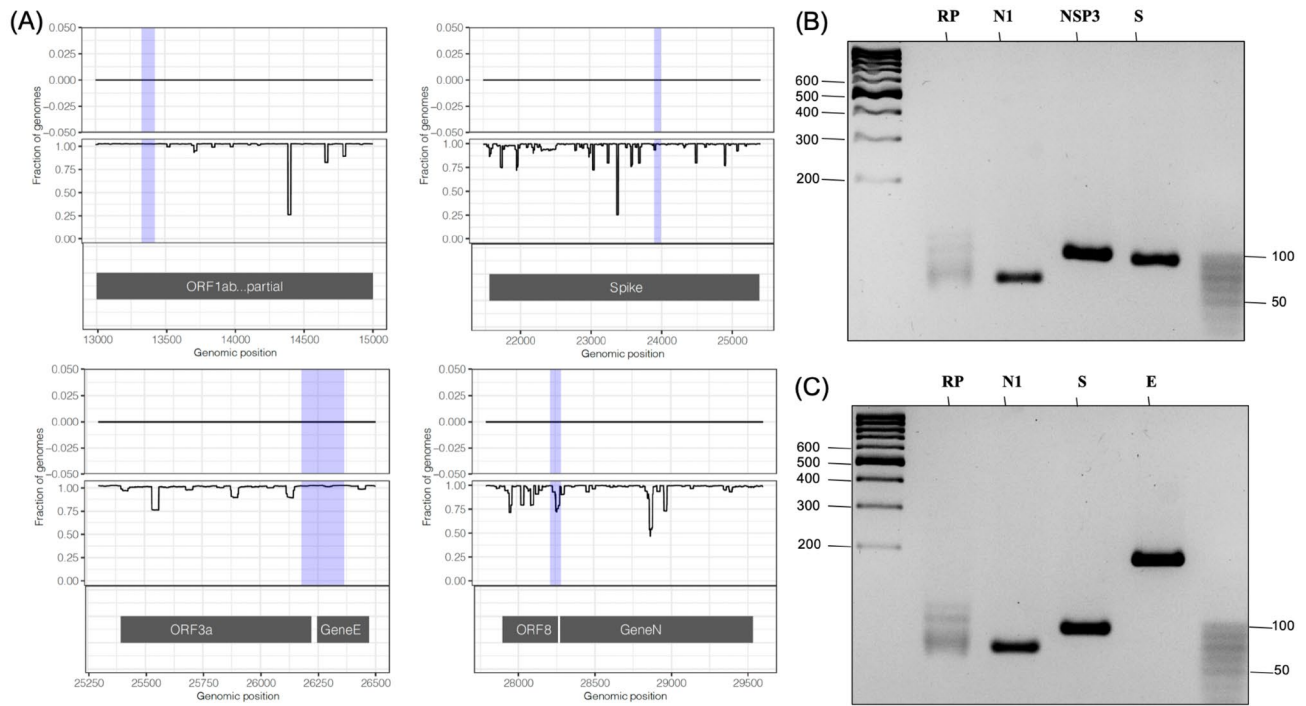 (A)
0.050
0.025
0.000
-0.025
-0.050
1.00
0.75
0.50
0.25
0.00
Fraction of genomes
ORF1ab...partial
13000 13500 14000 14500 15000
Genomic position
0.050
0.025
0.000
-0.025
-0.050
1.00
0.75
0.50
0.25
0.00
Fraction of genomes
Spike
22000 23000 24000 25000
Genomic position
0.050
0.025
0.000
-0.025
-0.050
1.00
0.75
0.50
0.25
0.00
Fraction of genomes
ORF3a GeneE
25250 25500 25750 26000 26250 26500
Genomic position
0.050
0.025
0.000
-0.025
-0.050
1.00
0.75
0.50
0.25
0.00
Fraction of genomes
ORF8 GeneN
28000 28500 29000 29500
Genomic position
(B)
RP N1 NSP3 S
600
500
400
300
200
100
50
(C)
RP N1 S E
600
500
400
300
200
100
50